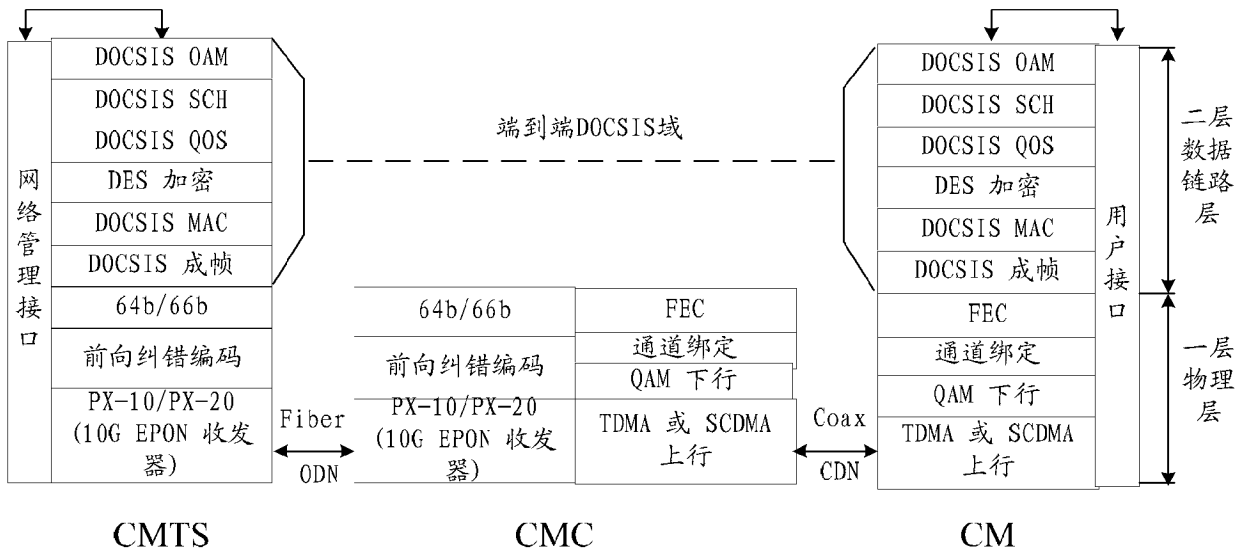 网络管理接口
DOCSIS OAM
DOCSIS SCH
DOCSIS QOS
DES 加密
DOCSIS MAC
DOCSIS 成帧
64b/66b
前向纠错编码
PX-10/PX-20
(10G EPON 收发
器)
CMTS
Fiber
ODN
端到端DOCSIS域
64b/66b
前向纠错编码
PX-10/PX-20
(10G EPON 收发
器)
FEC
通道绑定
QAM 下行
TDMA 或 SCDMA
上行
CMC
Coax
CDN
DOCSIS OAM
DOCSIS SCH
DOCSIS QOS
DES 加密
DOCSIS MAC
DOCSIS 成帧
FEC
通道绑定
QAM 下行
TDMA 或 SCDMA
上行
CM
用户接口
二层
数据
链路
层
一层
物理
层